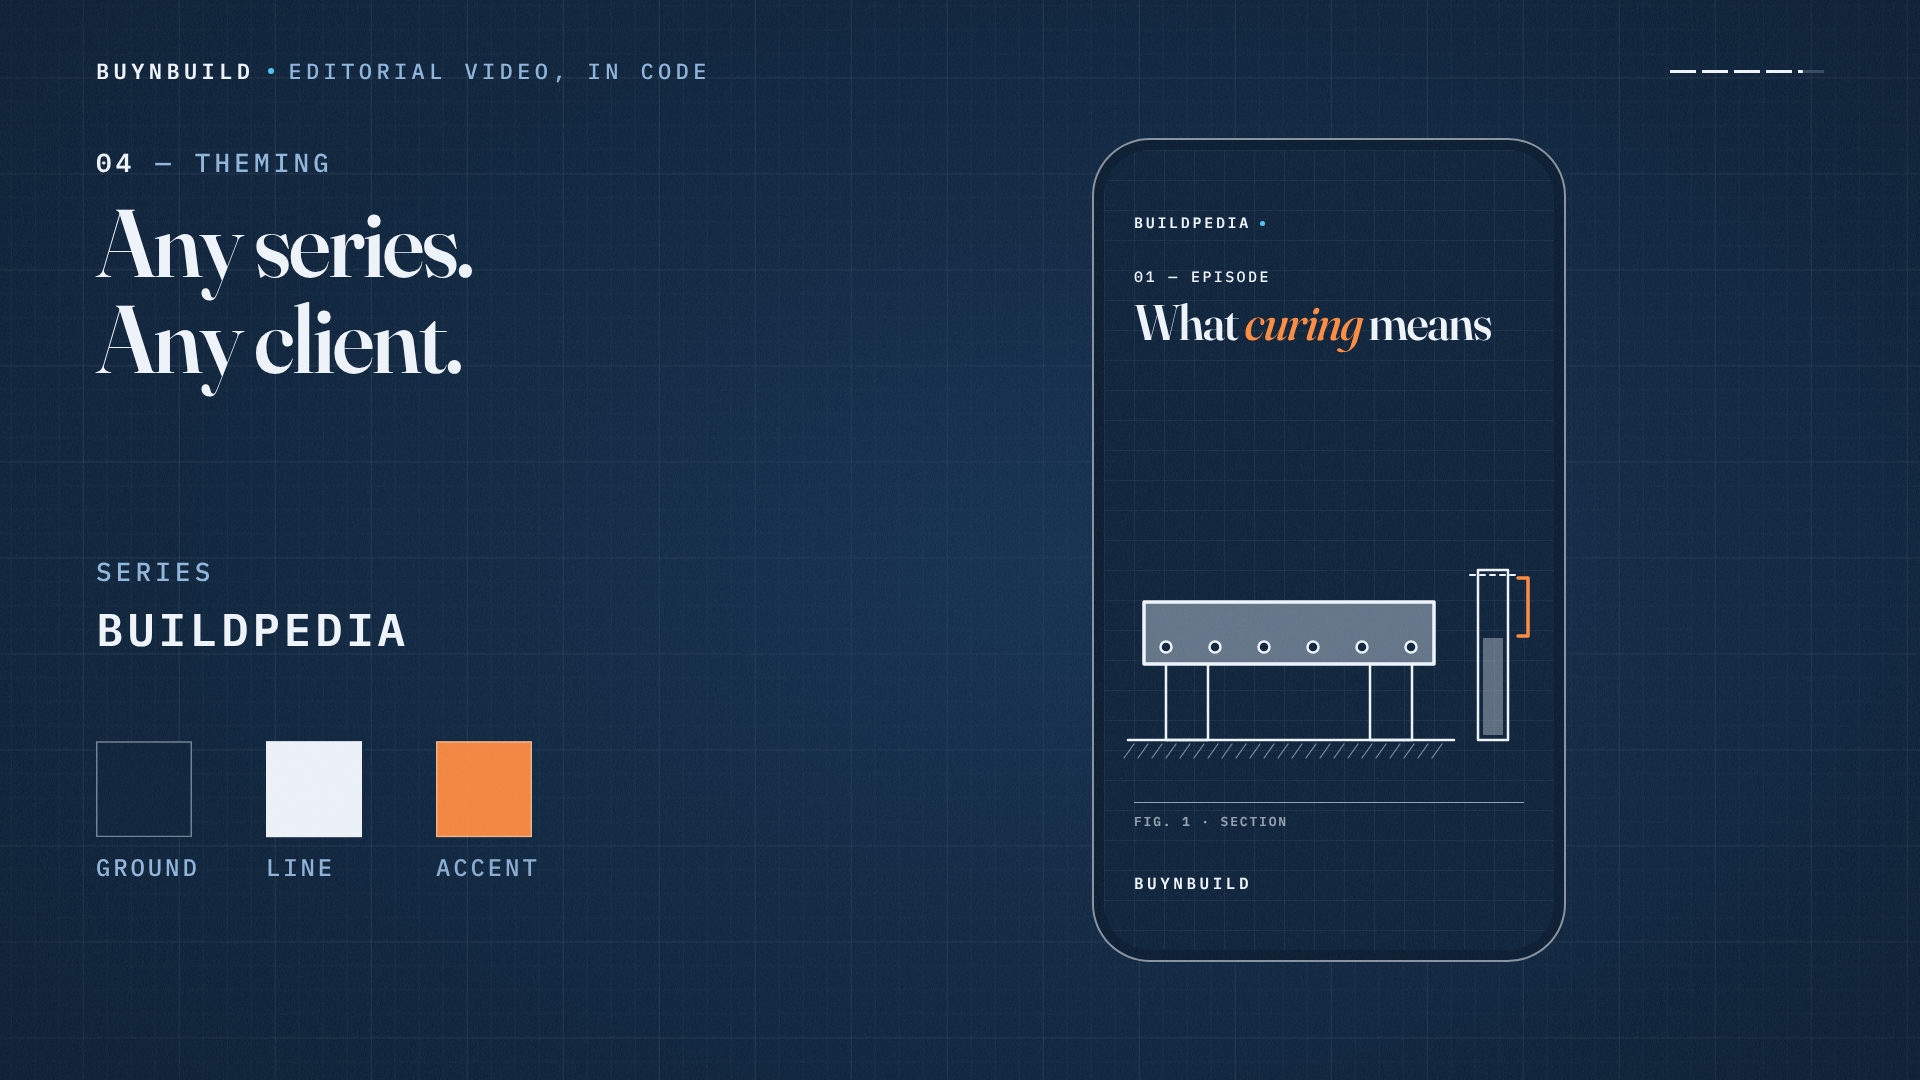 BUYNBUILD • EDITORIAL VIDEO, IN CODE
04 — THEMING
Any series.
Any client.
SERIES
BUILDPEDIA
GROUND
LINE
ACCENT
BUILDPEDIA •
01 — EPISODE
What curing means
FIG. 1 · SECTION
BUYNBUILD